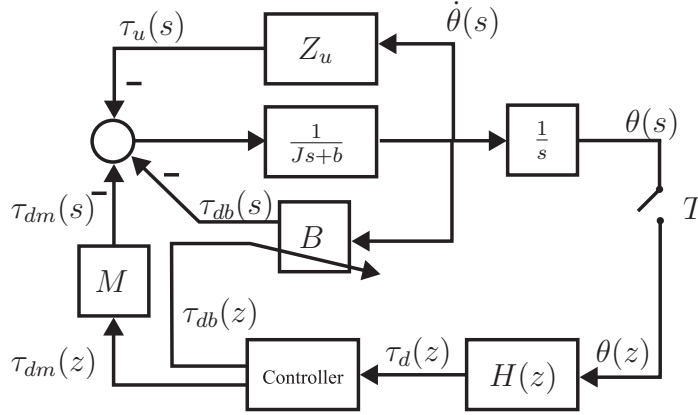 τ_u(s)
Z_u
θ̇(s)
1
Js+b
1
s
θ(s)
T
τ_dm(s)
τ_db(s)
B
M
τ_db(z)
τ_dm(z)
Controller
τ_d(z)
H(z)
θ(z)